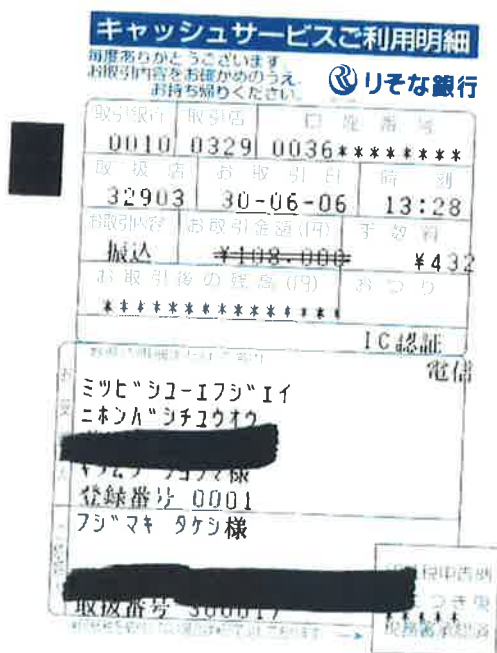 キャッシュサービスご利用明細
毎度ありがとうございます。
お取引内容をお確かめのうえ、
お持ち帰りください。
りそな銀行
取引銀行 取引店 口座番号
0010 0329 0036********
取扱店 お取引日 時刻
32903 30-06-06 13:28
お取引内容 お取引金額(円) 手数料
振込 ¥108.000 ¥432
お取引後の残高(円) おつり
***************
IC認証
電信
ミツビシユーエフジエイ
ニホンバシチユウオウ
様
登録番号 0001
フジマキ タケシ様
取扱番号